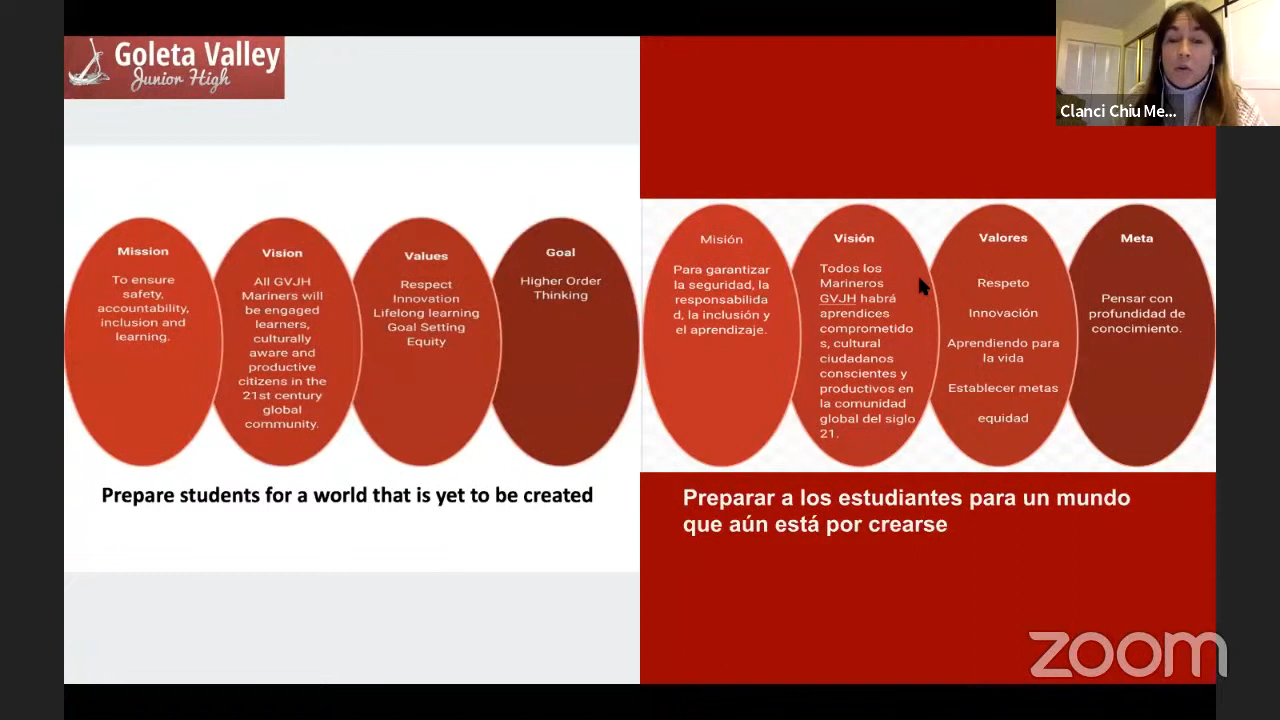 Goleta Valley
Junior High
Mission
To ensure
safety,
accountability,
inclusion and
learning.
Vision
All GVJH
Mariners will
be engaged
learners,
culturally
aware and
productive
citizens in the
21st century
global
community.
Values
Respect
Innovation
Lifelong learning
Goal Setting
Equity
Goal
Higher Order
Thinking
Prepare students for a world that is yet to be created
Misión
Para garantizar
la seguridad, la
responsabilida
d, la inclusión y
el aprendizaje.
Visión
Todos los
Marineros
GVJH habrá
aprendices
comprometido
s, cultural
ciudadanos
conscientes y
productivos en
la comunidad
global del siglo
21.
Valores
Respeto
Innovación
Aprendiendo para
la vida
Establecer metas
equidad
Meta
Pensar con
profundidad de
conocimiento.
Preparar a los estudiantes para un mundo
que aún está por crearse
Clanci Chiu Me...
zoom